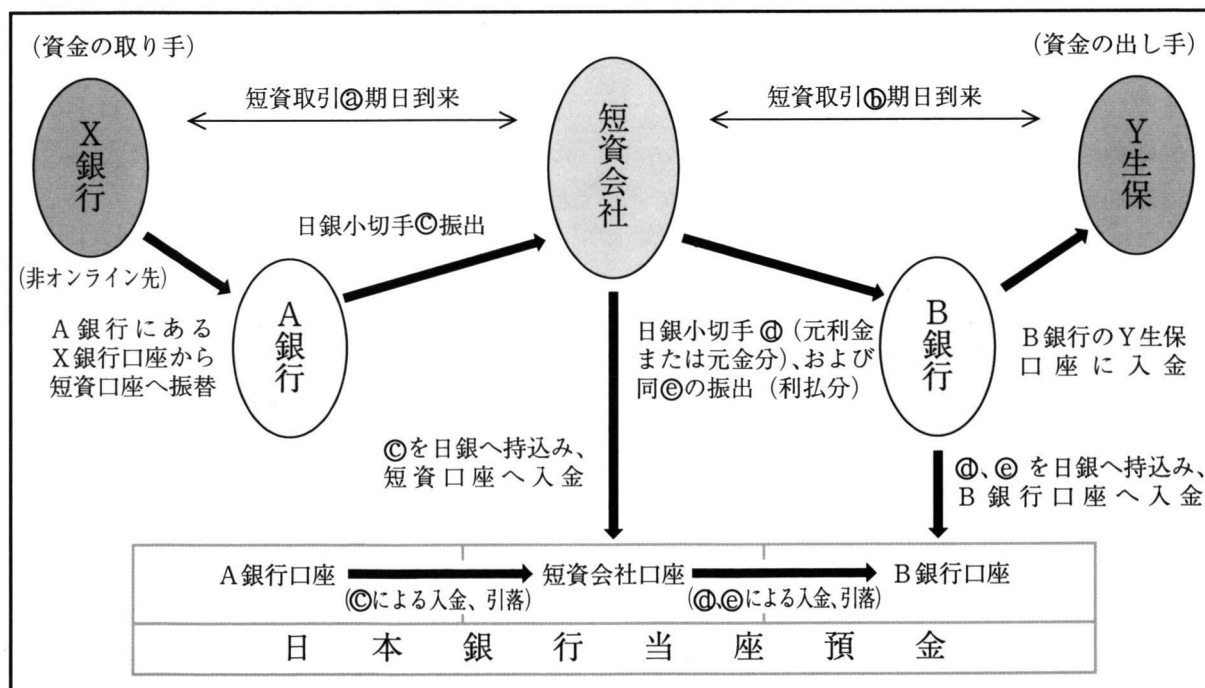 (資金の取り手)
(資金の出し手)
短資取引ⓐ期日到来
短資取引ⓑ期日到来
X銀行
短資会社
Y生保
日銀小切手ⓒ振出
(非オンライン先)
A銀行
B銀行
A銀行にある
X銀行口座から
短資口座へ振替
日銀小切手ⓓ(元利金
または元金分)、および
同ⓔの振出(利払分)
B銀行のY生保
口座に入金
ⓒを日銀へ持込み、
短資口座へ入金
ⓓ、ⓔを日銀へ持込み、
B銀行口座へ入金
A銀行口座
短資会社口座
B銀行口座
(ⓒによる入金、引落)
(ⓓ、ⓔによる入金、引落)
日本銀行当座預金